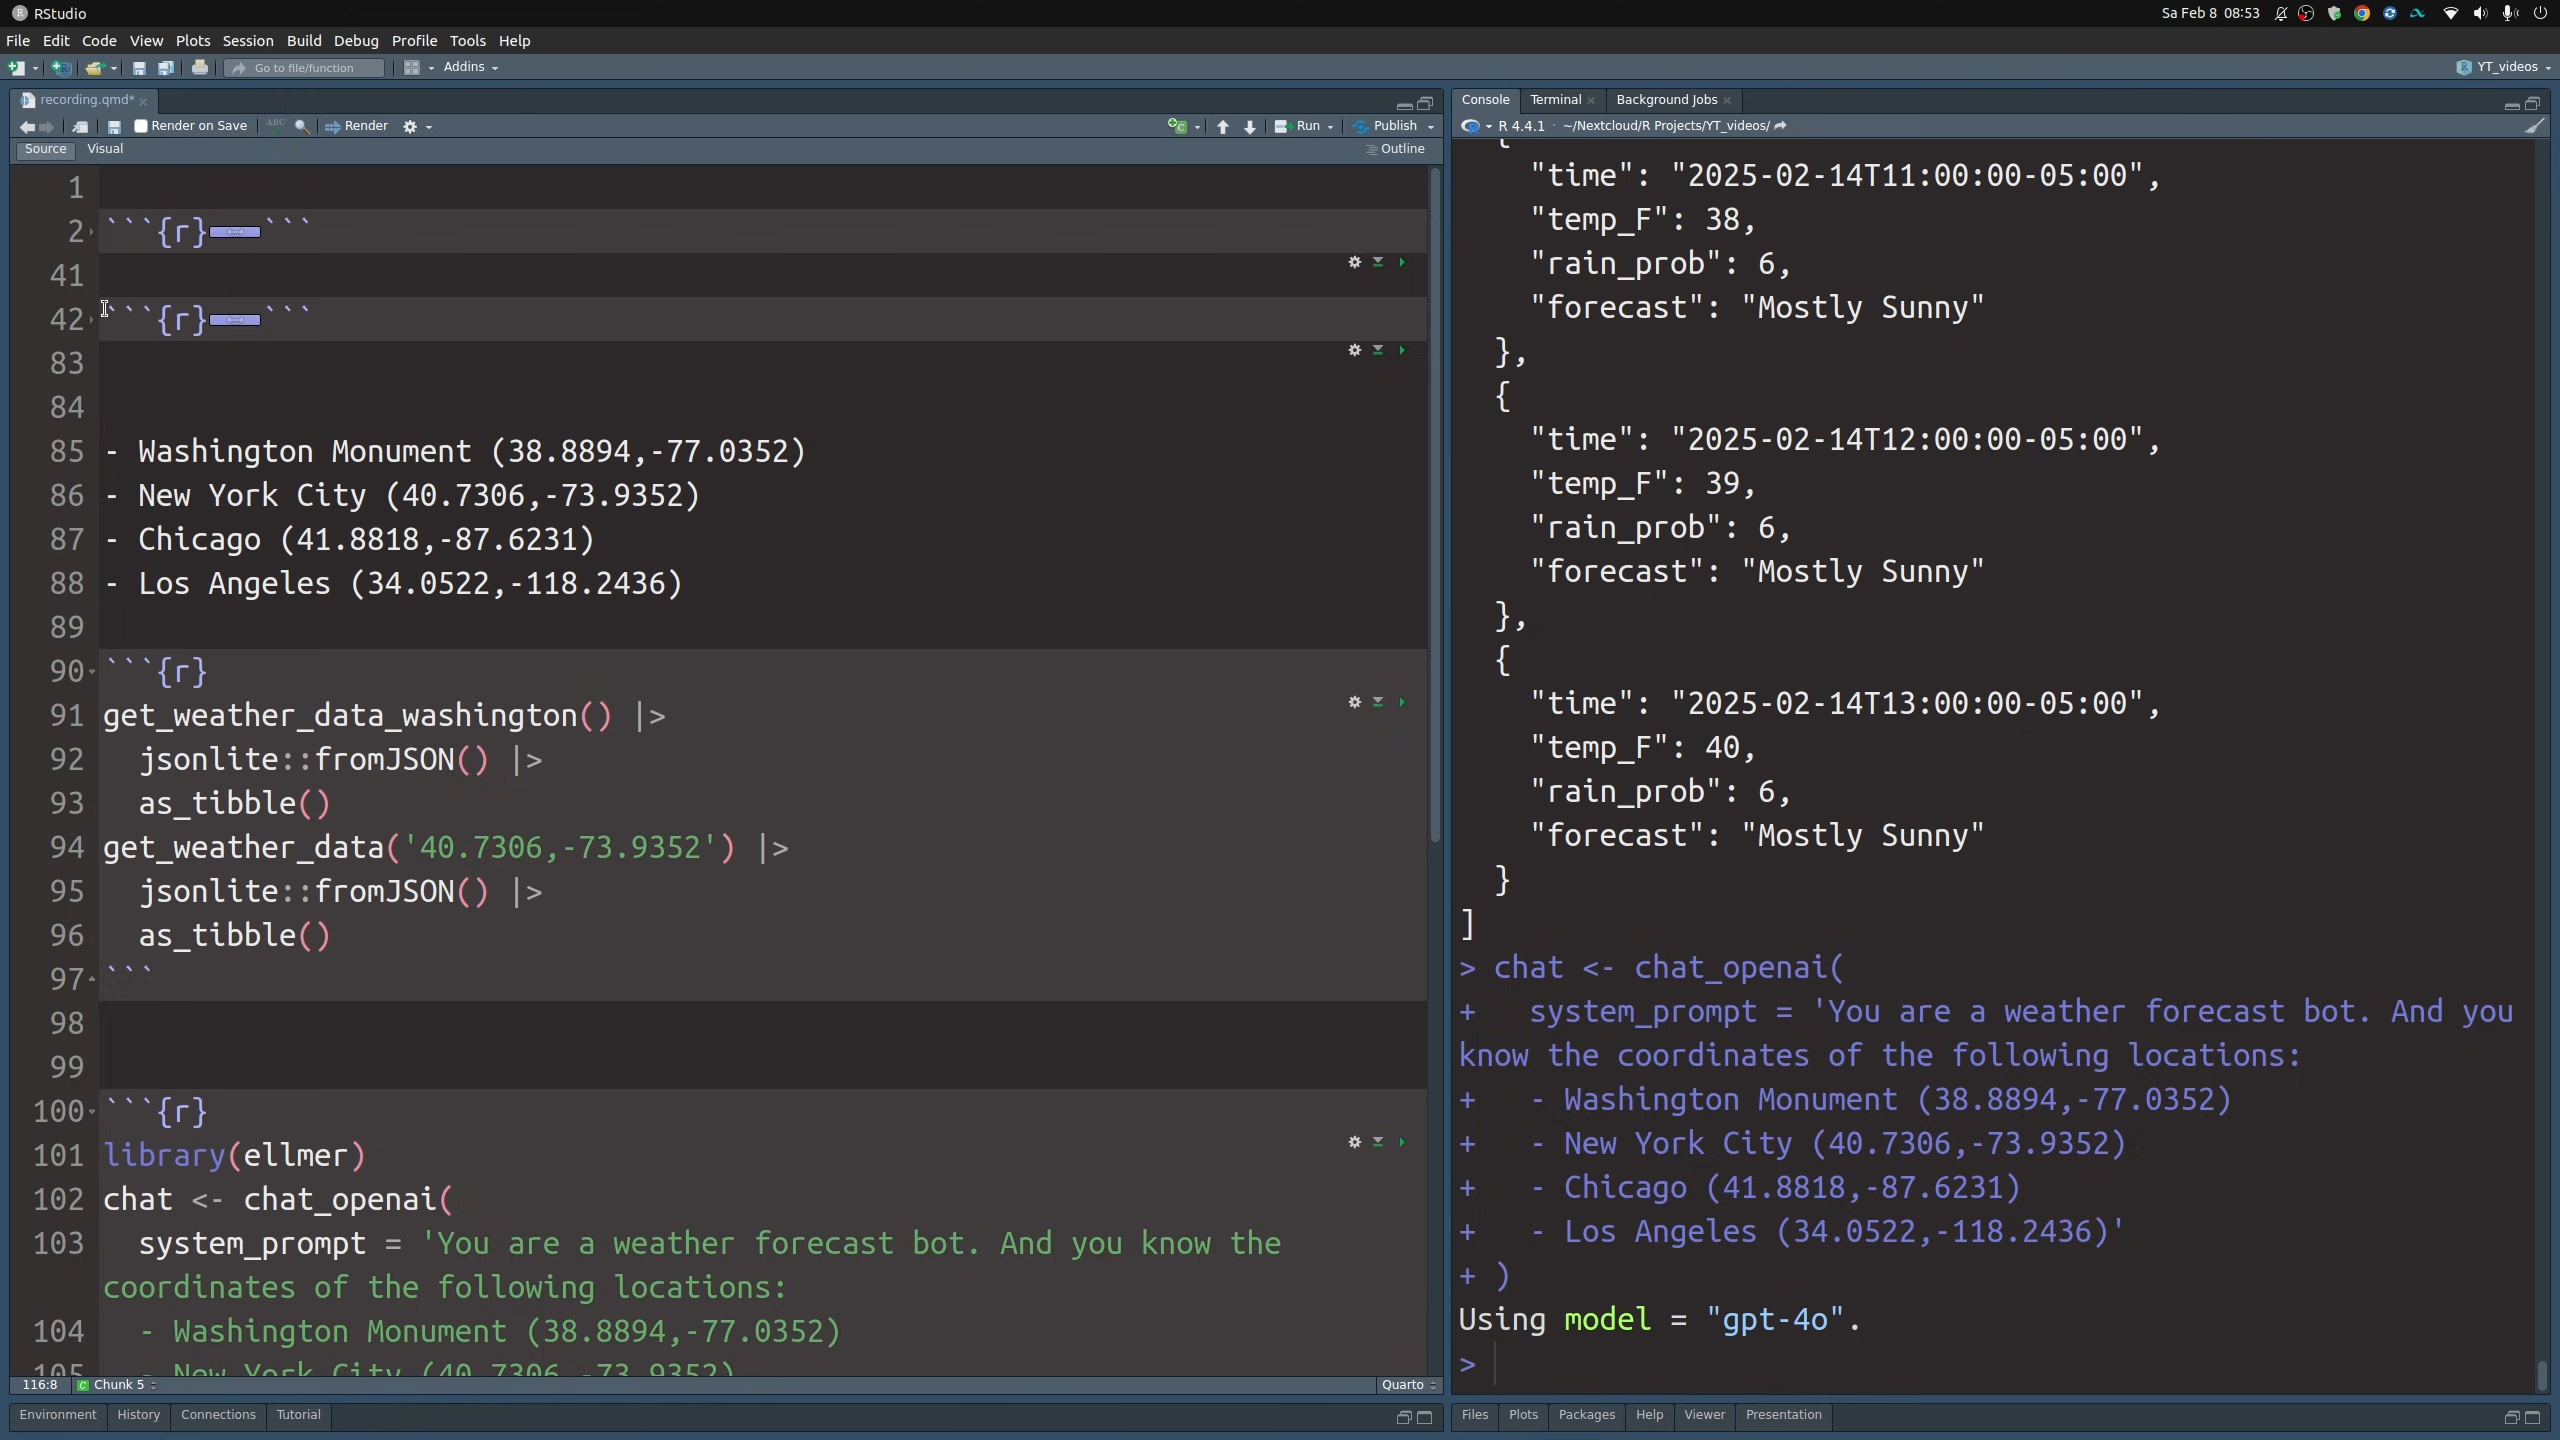 RStudio
Sa Feb 8 08:53
File Edit Code View Plots Session Build Debug Profile Tools Help
Go to file/function
Addins
YT_videos
recording.qmd*
Render on Save
ABC
Render
Run
Publish
Source Visual
Outline
1
2 ```{r}```
41
42 ```{r}```
83
84
85 - Washington Monument (38.8894,-77.0352)
86 - New York City (40.7306,-73.9352)
87 - Chicago (41.8818,-87.6231)
88 - Los Angeles (34.0522,-118.2436)
89
90 ```{r}
91 get_weather_data_washington() |>
92 jsonlite::fromJSON() |>
93 as_tibble()
94 get_weather_data('40.7306,-73.9352') |>
95 jsonlite::fromJSON() |>
96 as_tibble()
97 ```
98
99
100 ```{r}
101 library(ellmer)
102 chat <- chat_openai(
103 system_prompt = 'You are a weather forecast bot. And you know the
coordinates of the following locations:
104 - Washington Monument (38.8894,-77.0352)
105 - New York City (40.7306,-73.9352)
116:8 Chunk 5
Quarto
Environment History Connections Tutorial
Console Terminal Background Jobs
R 4.4.1 · ~/Nextcloud/R Projects/YT_videos/
{
"time": "2025-02-14T11:00:00-05:00",
"temp_F": 38,
"rain_prob": 6,
"forecast": "Mostly Sunny"
},
{
"time": "2025-02-14T12:00:00-05:00",
"temp_F": 39,
"rain_prob": 6,
"forecast": "Mostly Sunny"
},
{
"time": "2025-02-14T13:00:00-05:00",
"temp_F": 40,
"rain_prob": 6,
"forecast": "Mostly Sunny"
}
]
> chat <- chat_openai(
+ system_prompt = 'You are a weather forecast bot. And you
know the coordinates of the following locations:
+ - Washington Monument (38.8894,-77.0352)
+ - New York City (40.7306,-73.9352)
+ - Chicago (41.8818,-87.6231)
+ - Los Angeles (34.0522,-118.2436)'
+ )
Using model = "gpt-4o".
>
Files Plots Packages Help Viewer Presentation